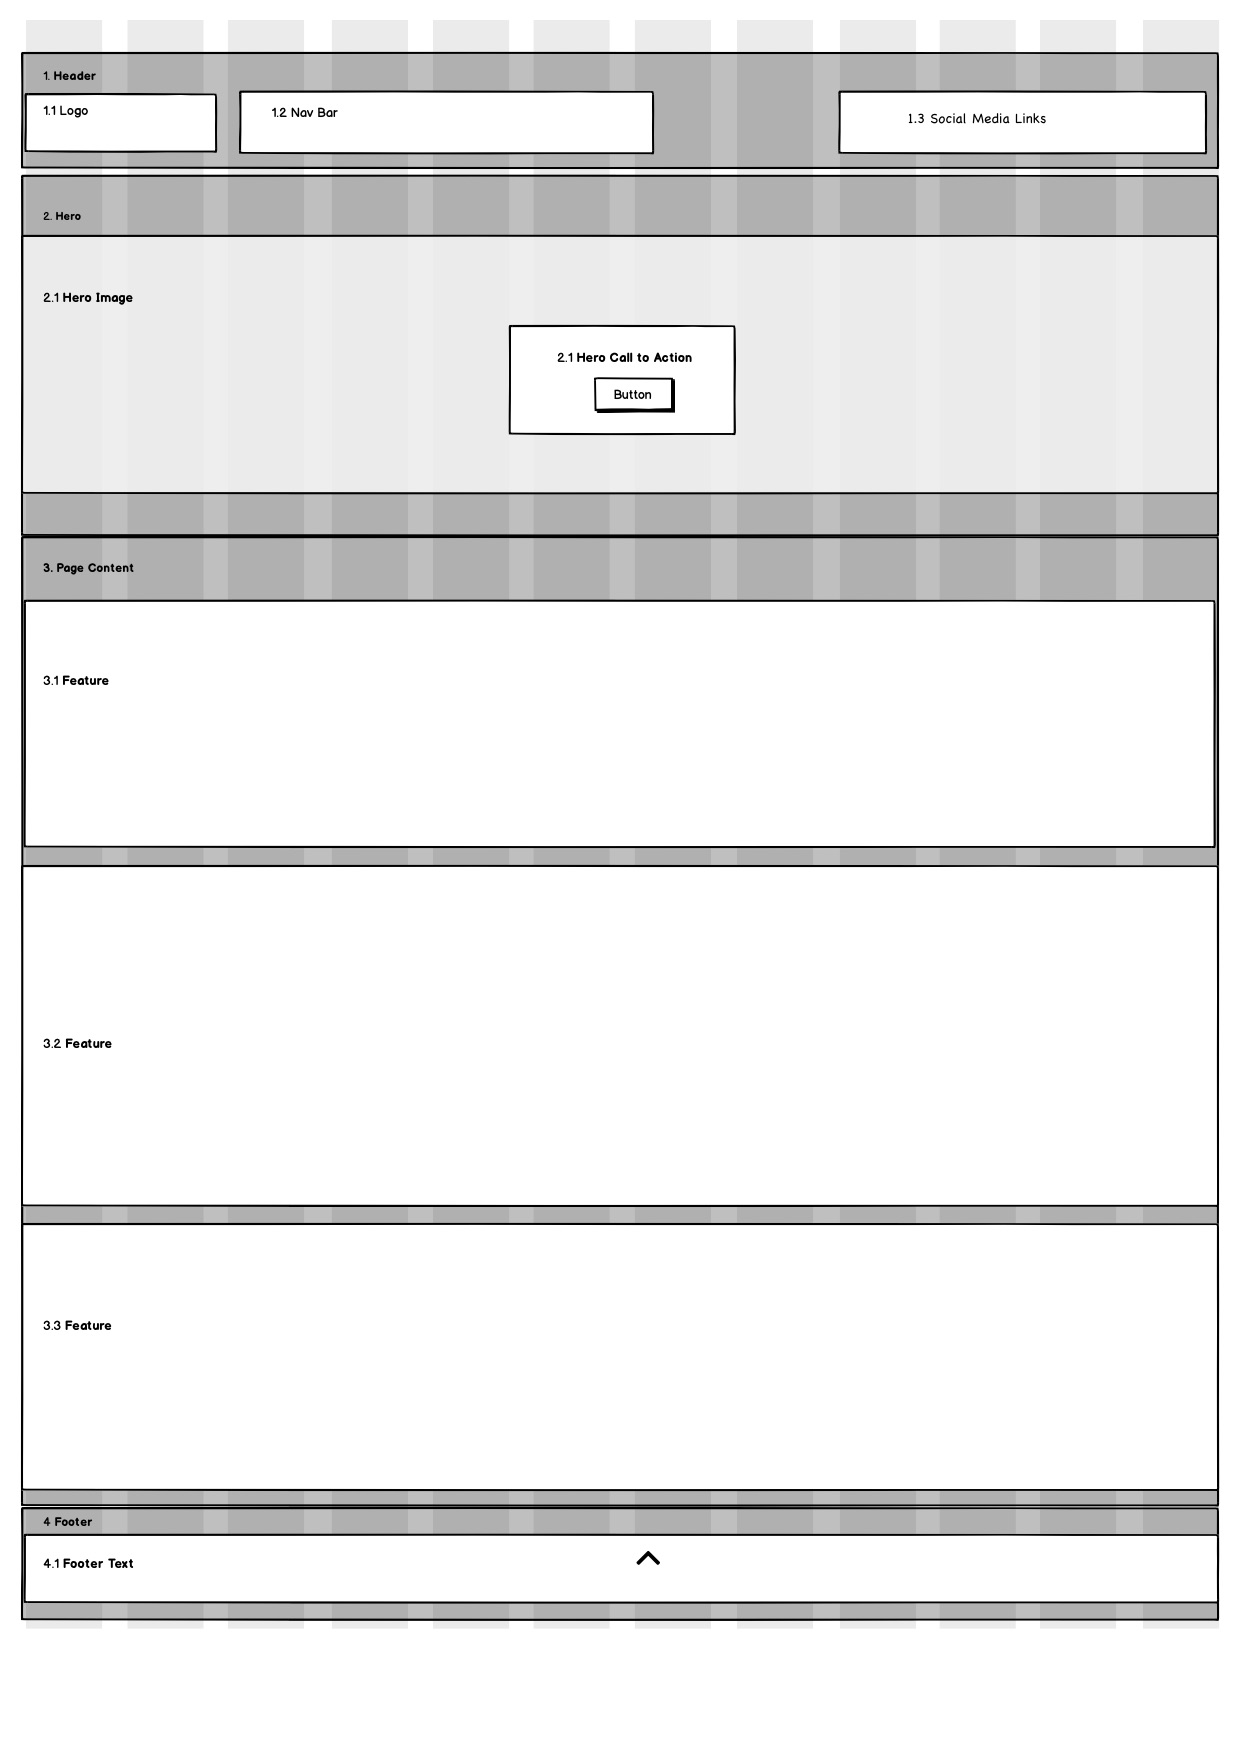 1. Header
1.1 Logo
1.2 Nav Bar
1.3 Social Media Links
2. Hero
2.1 Hero Image
2.1 Hero Call to Action
Button
3. Page Content
3.1 Feature
3.2 Feature
3.3 Feature
4 Footer
4.1 Footer Text